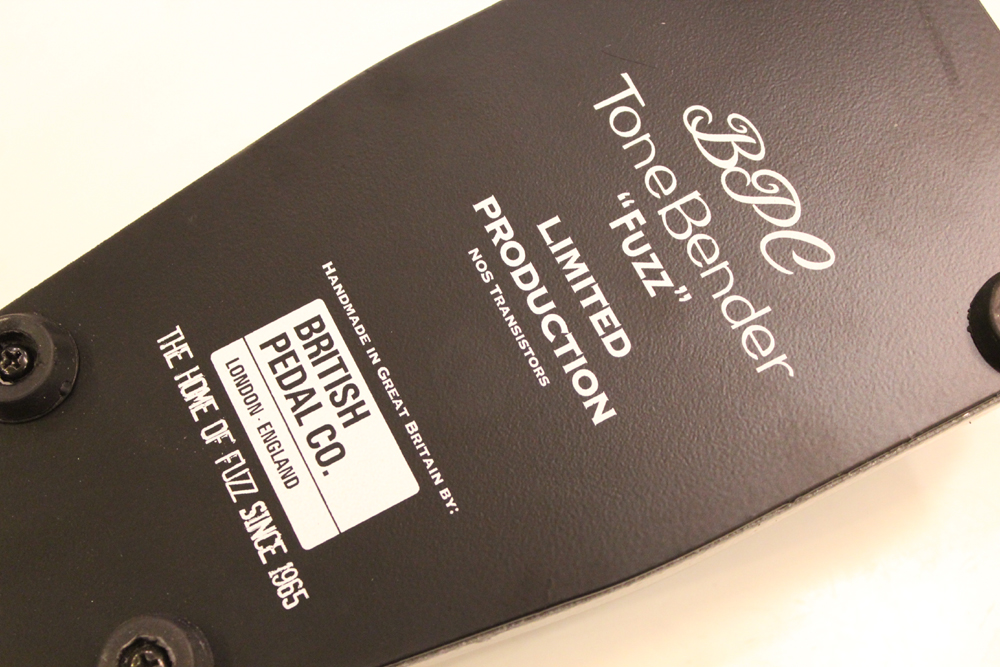 BPC
ToneBender
“Fuzz”
LIMITED
PRODUCTION
NOS TRANSISTORS
HANDMADE IN GREAT BRITAIN BY:
BRITISH
PEDAL CO.
LONDON · ENGLAND
THE HOME OF FUZZ SINCE 1965